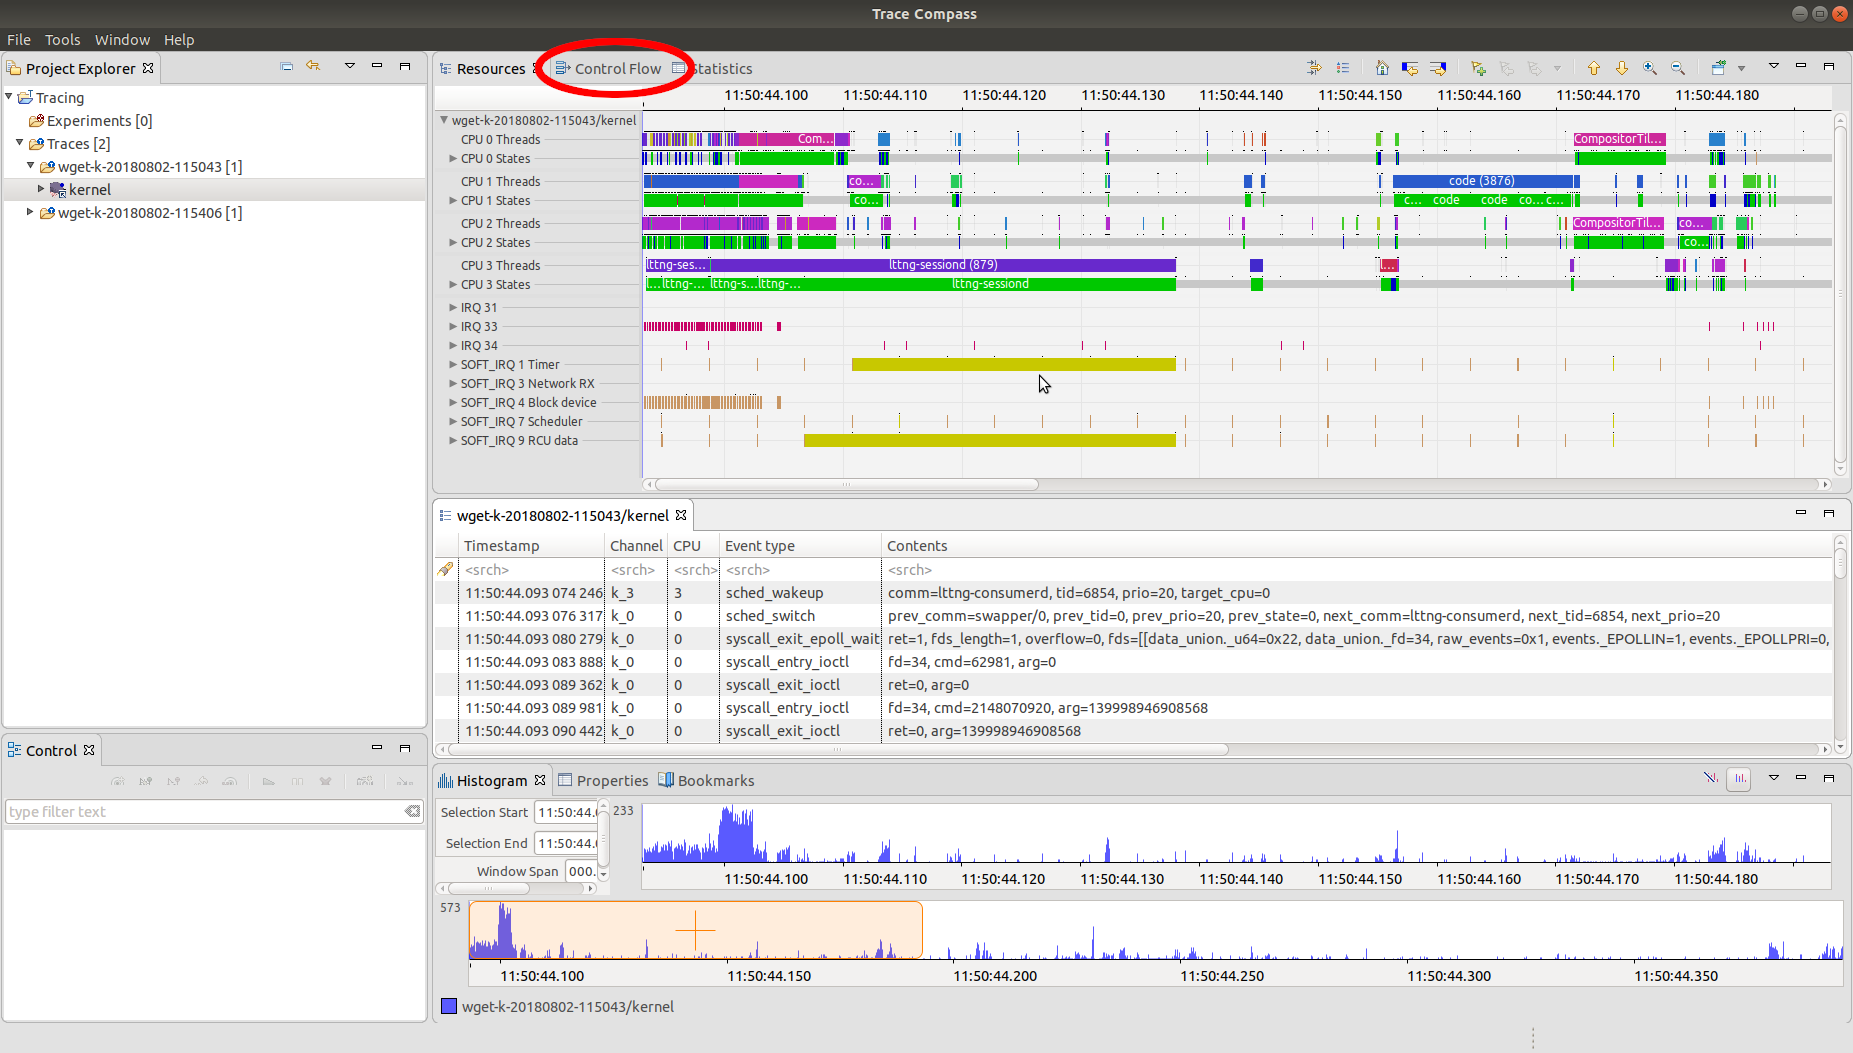 Trace Compass
File Tools Window Help
Project Explorer
Tracing
Experiments [0]
Traces [2]
wget-k-20180802-115043 [1]
kernel
wget-k-20180802-115406 [1]
Control
type filter text
Resources Control Flow Statistics
11:50:44.100 11:50:44.110 11:50:44.120 11:50:44.130 11:50:44.140 11:50:44.150 11:50:44.160 11:50:44.170 11:50:44.180
wget-k-20180802-115043/kernel
CPU 0 Threads Com... CompositorTil...
CPU 0 States
CPU 1 Threads co... code (3876)
CPU 1 States co... c... code code co...c...
CPU 2 Threads CompositorTil... co...
CPU 2 States co...
CPU 3 Threads lttng-ses... lttng-sessiond (879) l...
CPU 3 States l...lttng-... lttng-s...lttng-... lttng-sessiond
IRQ 31
IRQ 33
IRQ 34
SOFT_IRQ 1 Timer
SOFT_IRQ 3 Network RX
SOFT_IRQ 4 Block device
SOFT_IRQ 7 Scheduler
SOFT_IRQ 9 RCU data
wget-k-20180802-115043/kernel
Timestamp Channel CPU Event type Contents
<srch> <srch> <srch> <srch> <srch>
11:50:44.093 074 246 k_3 3 sched_wakeup comm=lttng-consumerd, tid=6854, prio=20, target_cpu=0
11:50:44.093 076 317 k_0 0 sched_switch prev_comm=swapper/0, prev_tid=0, prev_prio=20, prev_state=0, next_comm=lttng-consumerd, next_tid=6854, next_prio=20
11:50:44.093 080 279 k_0 0 syscall_exit_epoll_wait ret=1, fds_length=1, overflow=0, fds=[[data_union._u64=0x22, data_union._fd=34, raw_events=0x1, events._EPOLLIN=1, events._EPOLLPRI=0,
11:50:44.093 083 888 k_0 0 syscall_entry_ioctl fd=34, cmd=62981, arg=0
11:50:44.093 089 362 k_0 0 syscall_exit_ioctl ret=0, arg=0
11:50:44.093 089 981 k_0 0 syscall_entry_ioctl fd=34, cmd=2148070920, arg=139998946908568
11:50:44.093 090 442 k_0 0 syscall_exit_ioctl ret=0, arg=139998946908568
Histogram Properties Bookmarks
Selection Start 11:50:44. 233
Selection End 11:50:44.
Window Span 000.
11:50:44.100 11:50:44.110 11:50:44.120 11:50:44.130 11:50:44.140 11:50:44.150 11:50:44.160 11:50:44.170 11:50:44.180
573
11:50:44.100 11:50:44.150 11:50:44.200 11:50:44.250 11:50:44.300 11:50:44.350
wget-k-20180802-115043/kernel